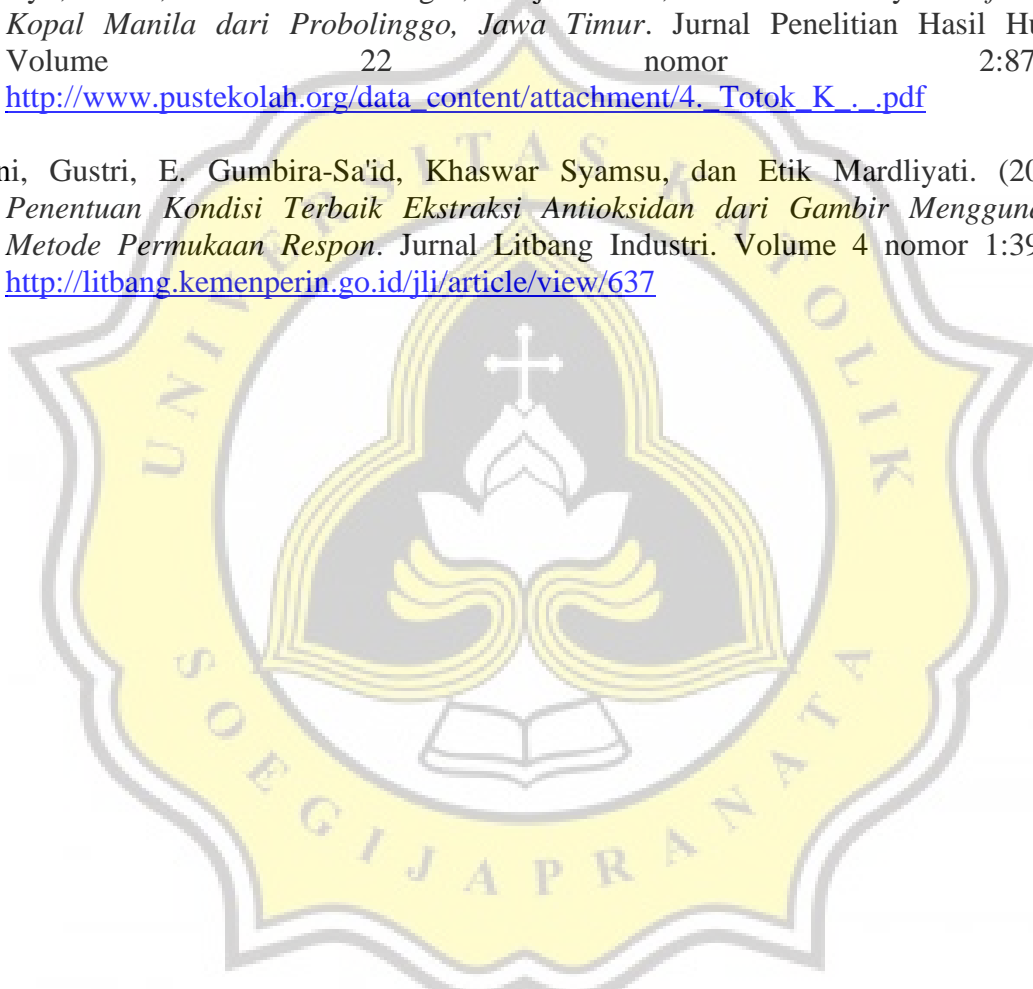 Kopal Manila dari Probolinggo, Jawa Timur. Jurnal Penelitian Hasil Hu
Volume 22 nomor 2:87
http://www.pustekolah.org/data_content/attachment/4._Totok_K_._.pdf
ni, Gustri, E. Gumbira-Sa'id, Khaswar Syamsu, dan Etik Mardliyati. (20
Penentuan Kondisi Terbaik Ekstraksi Antioksidan dari Gambir Mengguna
Metode Permukaan Respon. Jurnal Litbang Industri. Volume 4 nomor 1:39
http://litbang.kemenperin.go.id/jli/article/view/637
UNIVERSITAS KATOLIK
SOEGIJAPRANATA